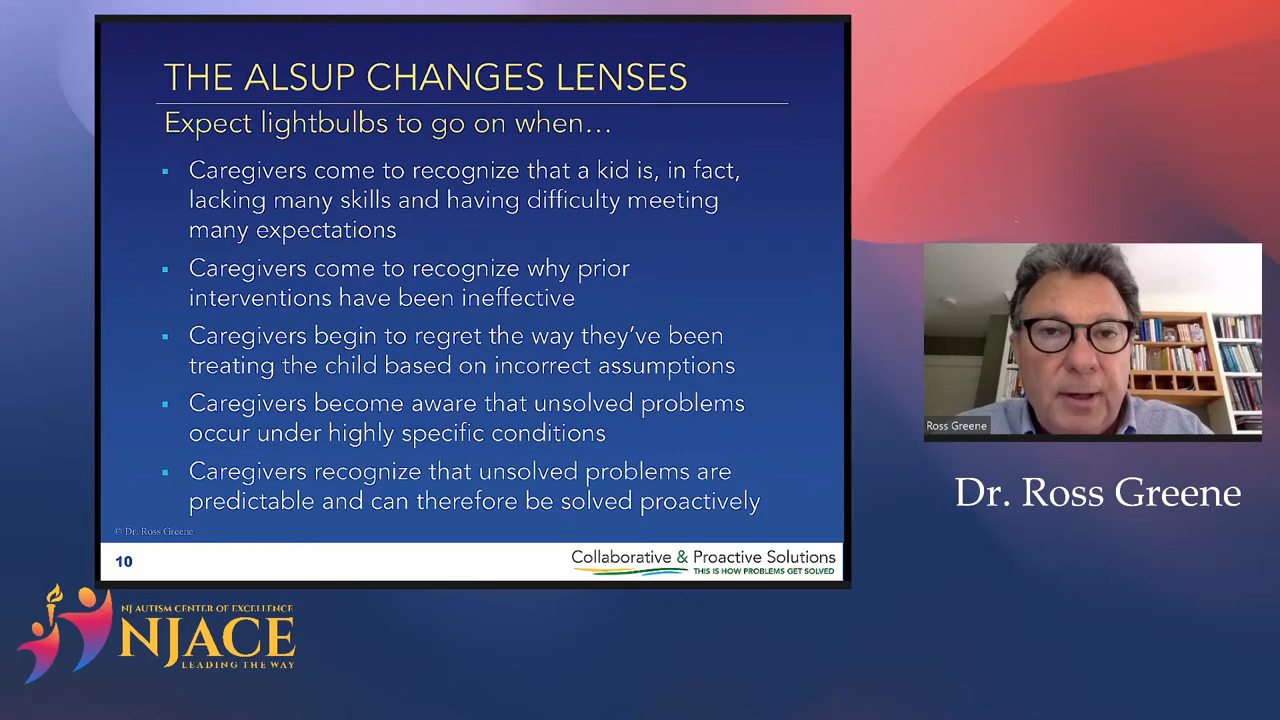 THE ALSUP CHANGES LENSES
Expect lightbulbs to go on when…
Caregivers come to recognize that a kid is, in fact,
lacking many skills and having difficulty meeting
many expectations
Caregivers come to recognize why prior
interventions have been ineffective
Caregivers begin to regret the way they’ve been
treating the child based on incorrect assumptions
Caregivers become aware that unsolved problems
occur under highly specific conditions
Caregivers recognize that unsolved problems are
predictable and can therefore be solved proactively
© Dr. Ross Greene
10
Collaborative & Proactive Solutions
THIS IS HOW PROBLEMS GET SOLVED
Ross Greene
Dr. Ross Greene
NJ AUTISM CENTER OF EXCELLENCE
NJACE
LEADING THE WAY